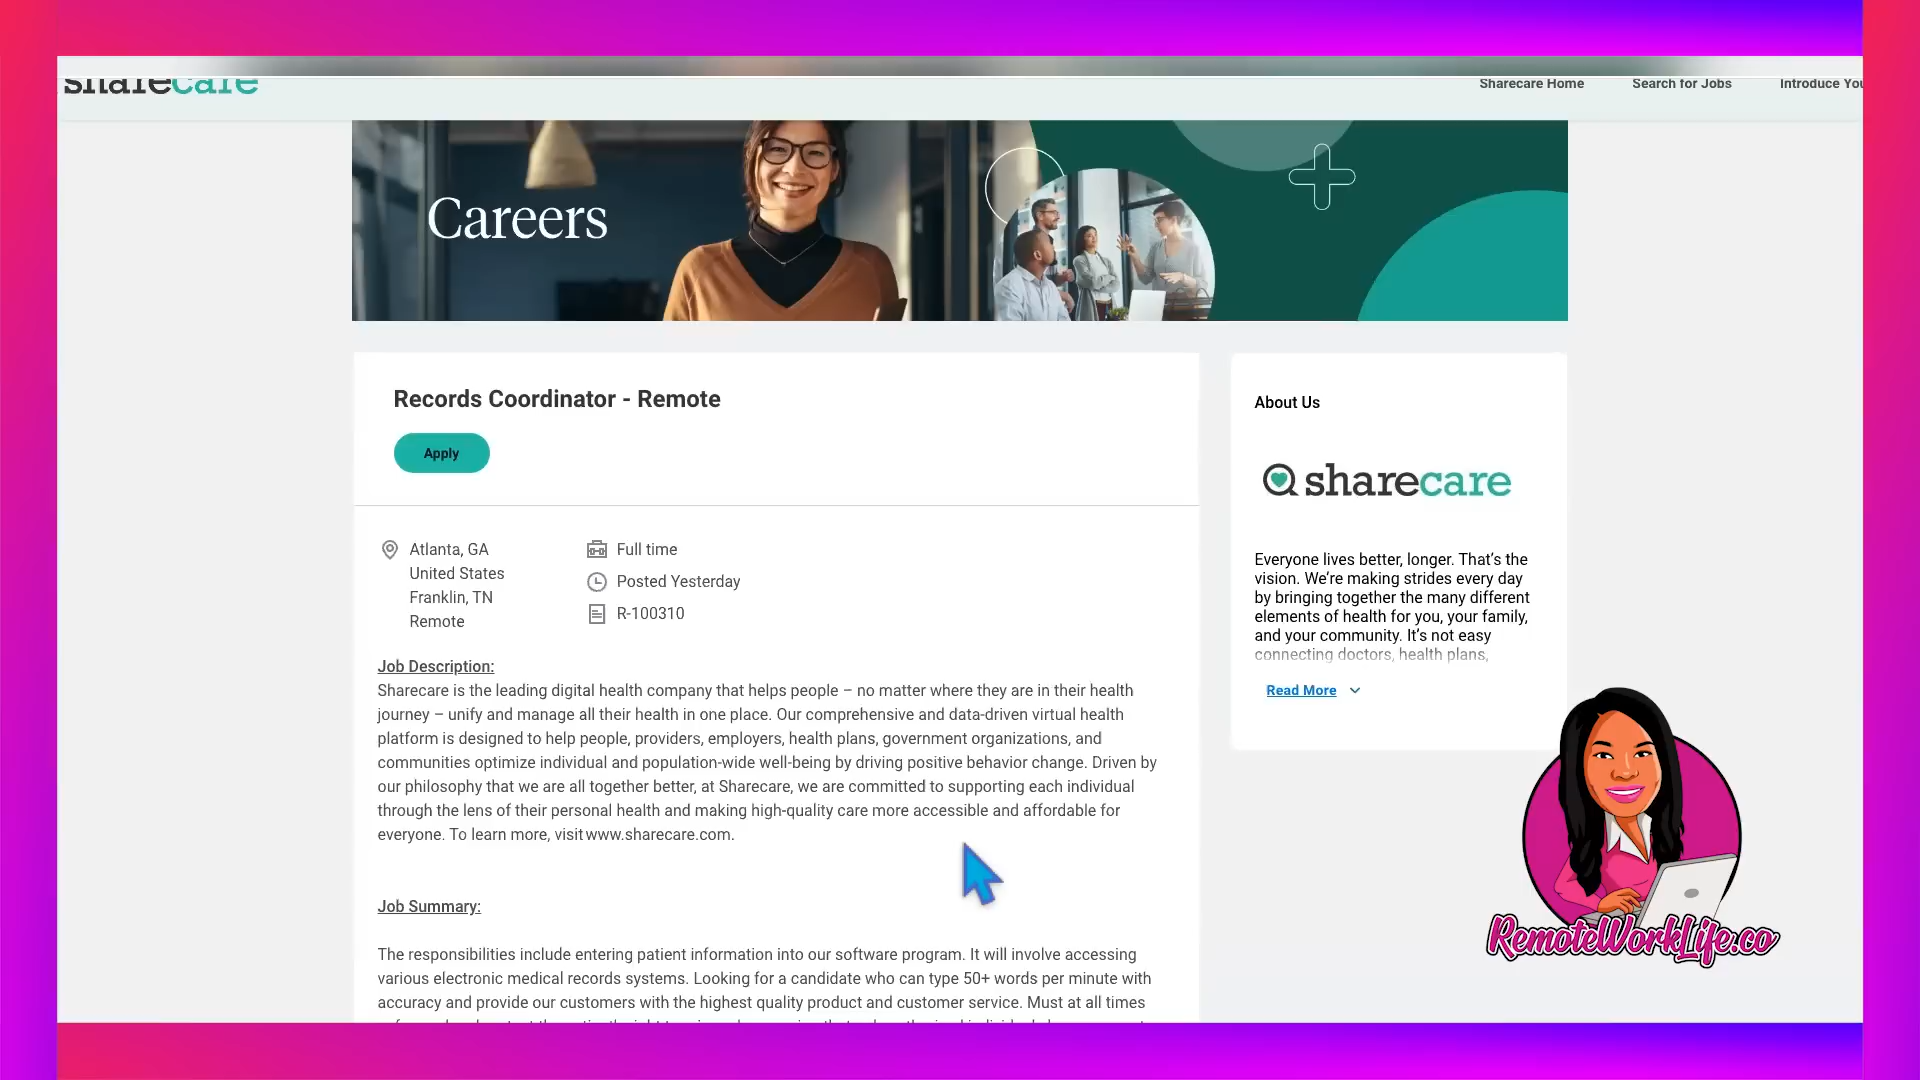 sharecare
Sharecare Home
Search for Jobs
Introduce You
Careers
Records Coordinator - Remote
Apply
Atlanta, GA
United States
Franklin, TN
Remote
Full time
Posted Yesterday
R-100310
Job Description:
Sharecare is the leading digital health company that helps people – no matter where they are in their health
journey – unify and manage all their health in one place. Our comprehensive and data-driven virtual health
platform is designed to help people, providers, employers, health plans, government organizations, and
communities optimize individual and population-wide well-being by driving positive behavior change. Driven by
our philosophy that we are all together better, at Sharecare, we are committed to supporting each individual
through the lens of their personal health and making high-quality care more accessible and affordable for
everyone. To learn more, visit www.sharecare.com.
Job Summary:
The responsibilities include entering patient information into our software program. It will involve accessing
various electronic medical records systems. Looking for a candidate who can type 50+ words per minute with
accuracy and provide our customers with the highest quality product and customer service. Must at all times
About Us
sharecare
Everyone lives better, longer. That’s the
vision. We’re making strides every day
by bringing together the many different
elements of health for you, your family,
and your community. It’s not easy
connecting doctors, health plans,
Read More
RemoteWorkLife.co